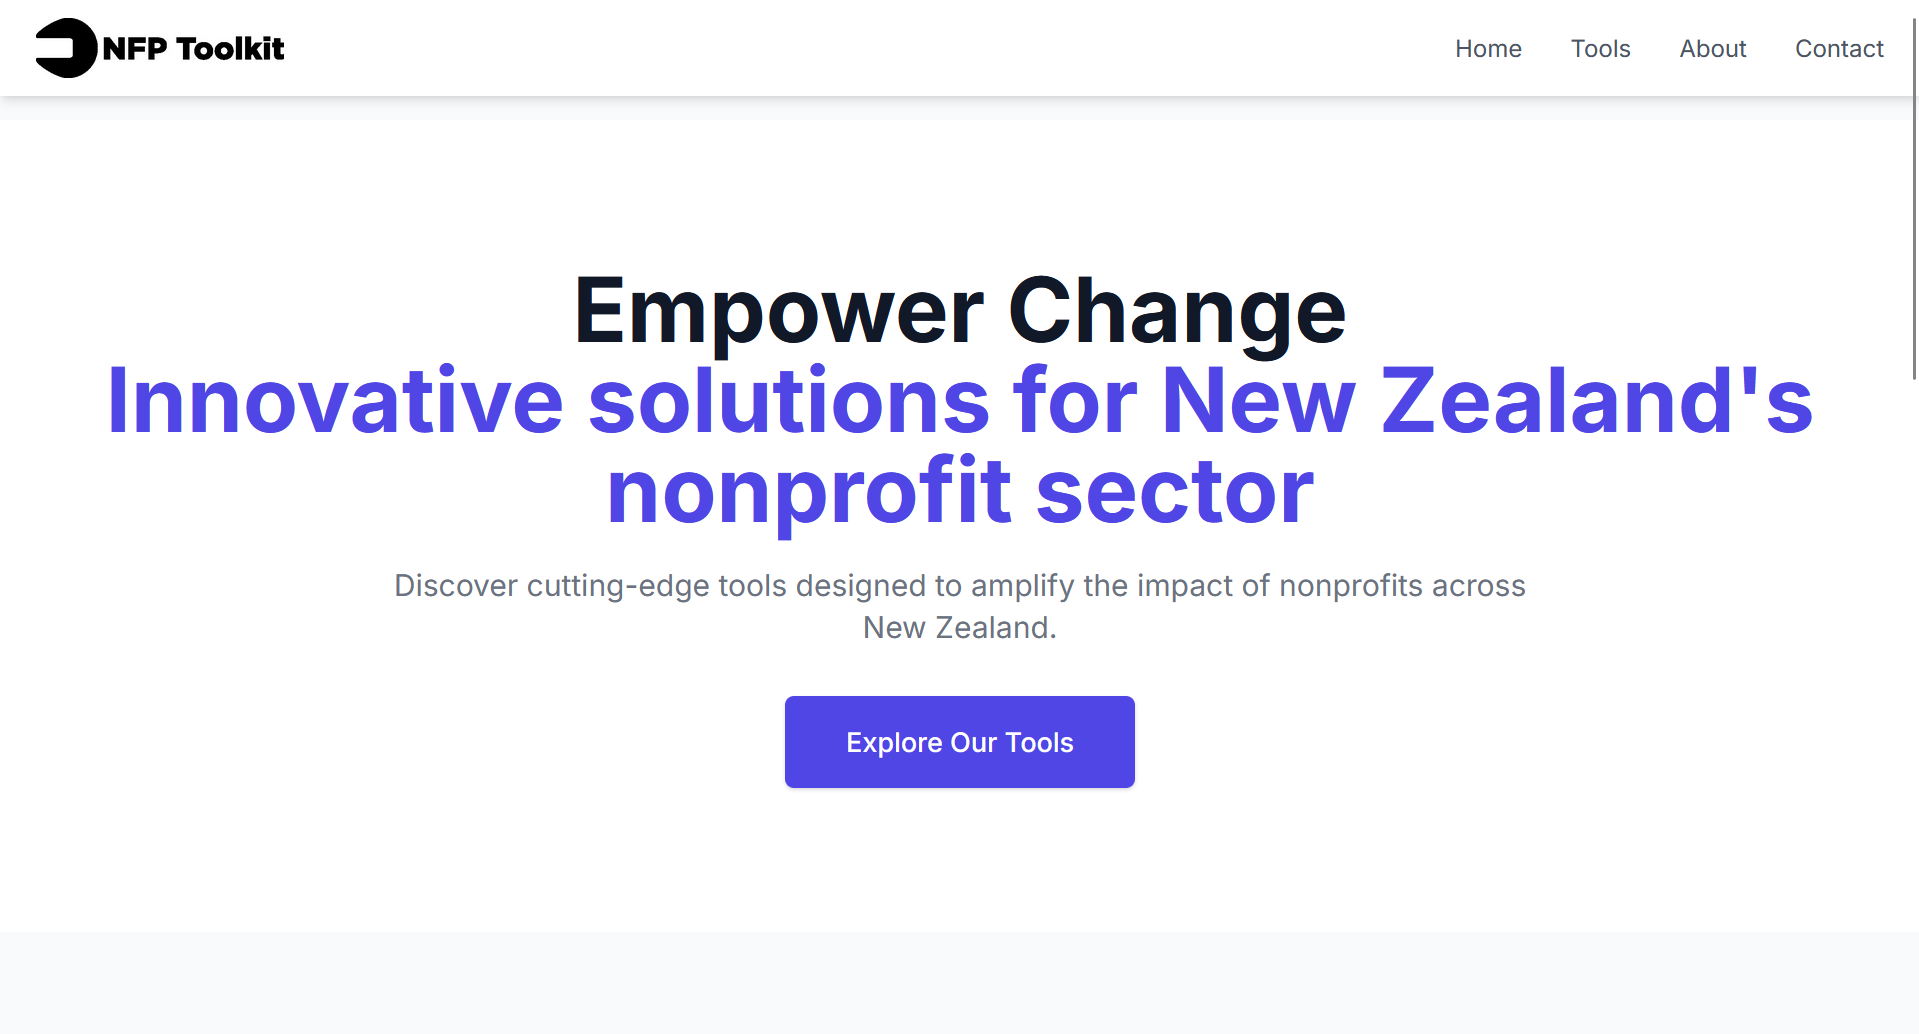 NFP Toolkit
Home Tools About Contact
Empower Change
Innovative solutions for New Zealand's
nonprofit sector
Discover cutting-edge tools designed to amplify the impact of nonprofits across
New Zealand.
Explore Our Tools